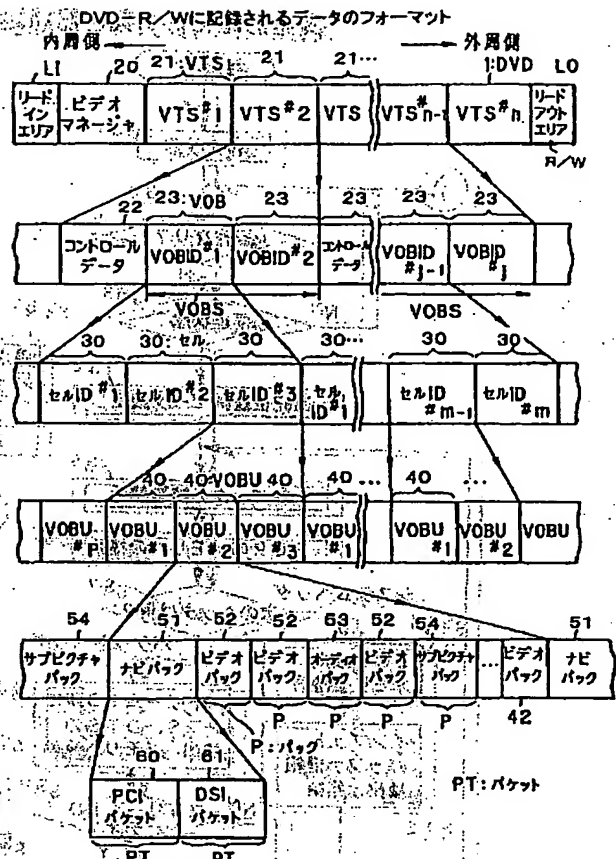 DVD-R/Wに記録されるデータのフォーマット
内周側 外周側
LI 20 21:VTS 21 21… 1:DVD LO
リードインエリア ビデオマネージャ VTS#1 VTS#2 VTS VTS#n-1 VTS#n リードアウトエリア
R/W
22 23:VOB 23 23 23 23
コントロールデータ VOBID#1 VOBID#2 コントロールデータ VOBID#j-1 VOBID#j
VOBS VOBS
30 30:セル 30 30… 30 30
セルID#1 セルID#2 セルID#3 セルID#1 セルID#m-1 セルID#m
40 40:VOBU 40 40… 40 …
VOBU#P VOBU#1 VOBU#2 VOBU#3 VOBU#1 VOBU#1 VOBU#2 VOBU
54 51 52 52 63 52 54 51
サブピクチャパック ナビパック ビデオパック ビデオパック オーディオパック ビデオパック サブピクチャパック … ビデオパック ナビパック
P P P P 42
P:パック
60 61
PCIパケット DSIパケット
PT:パケット
PT PT